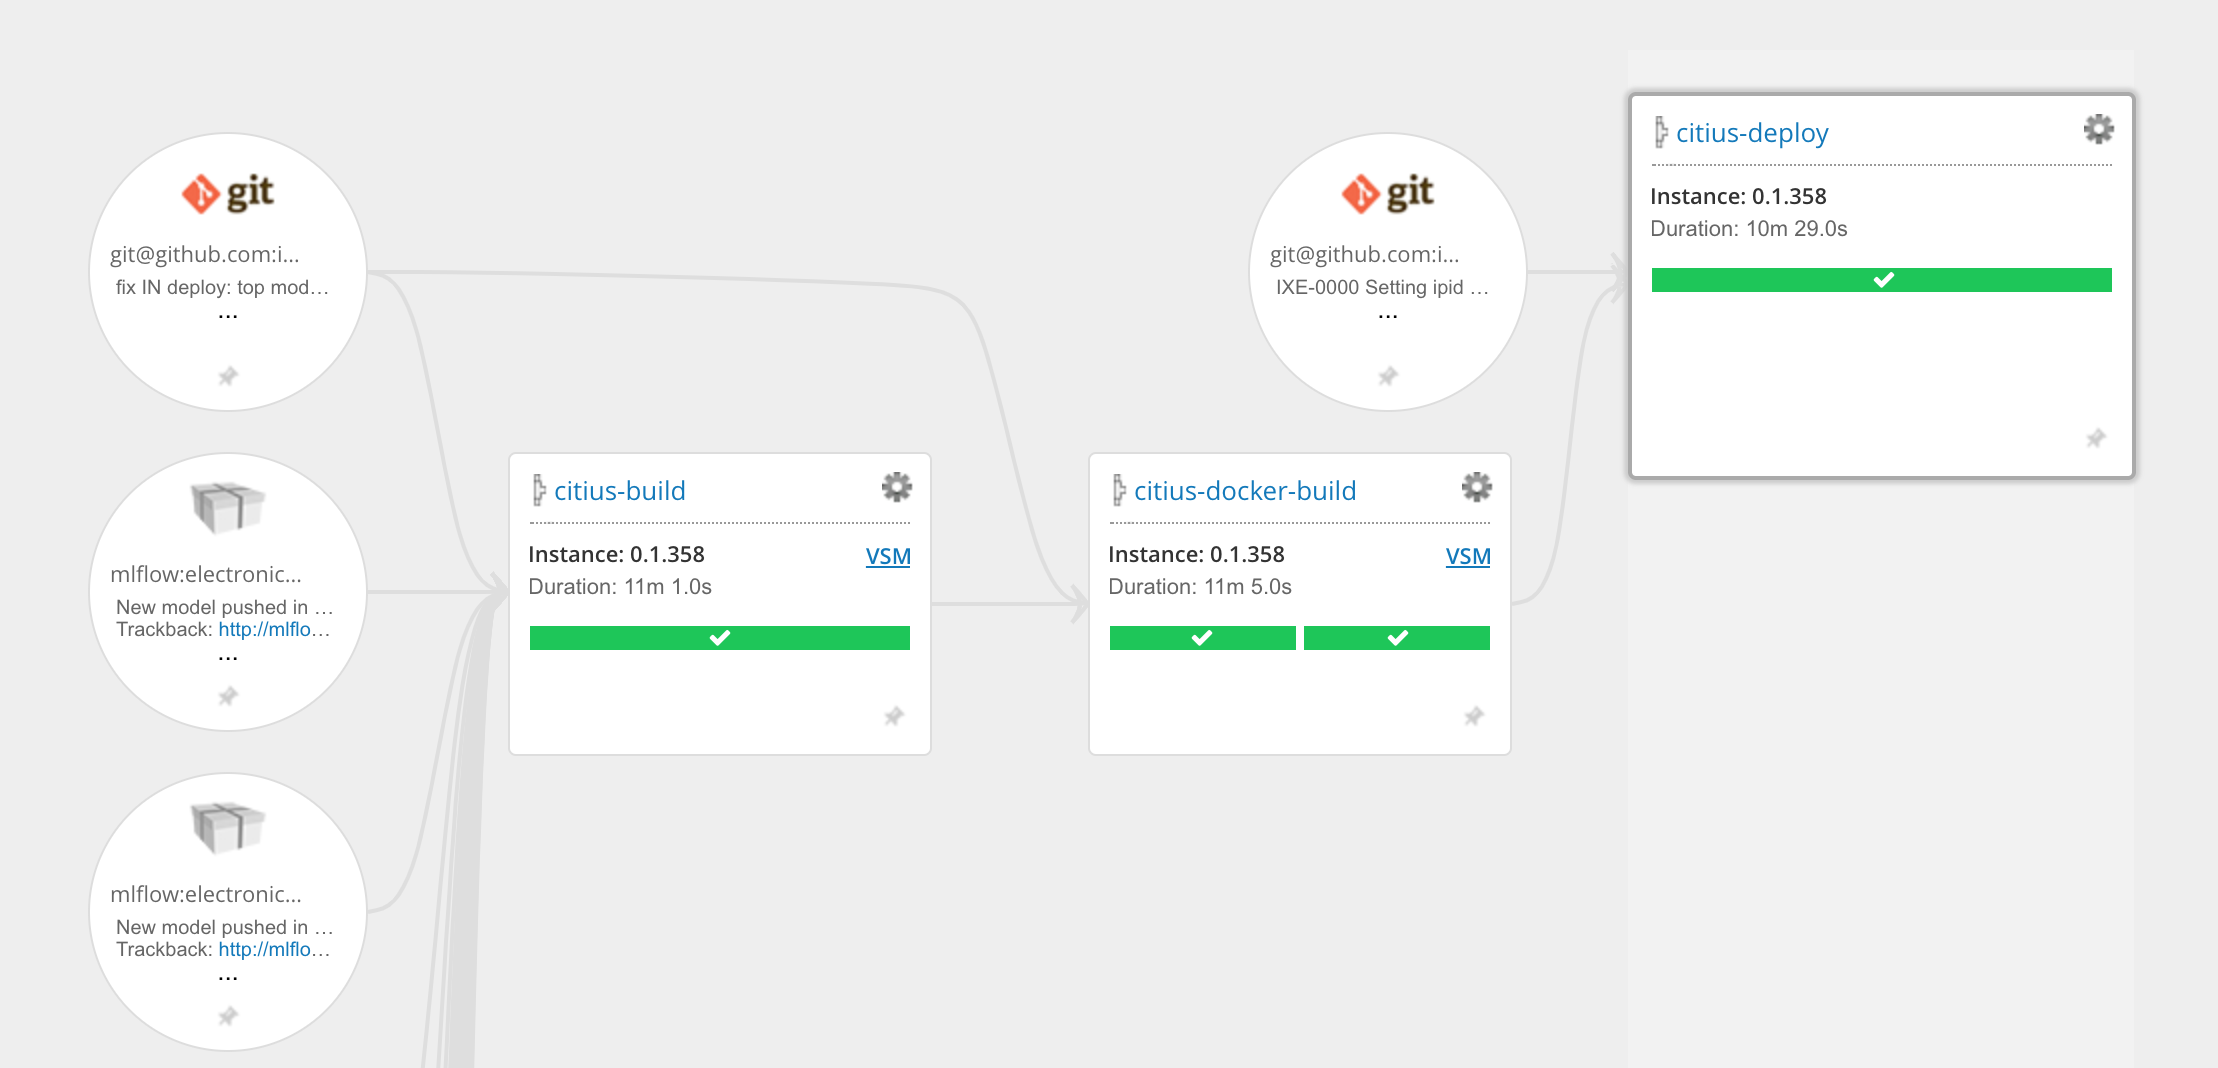 git
git@github.com:i...
fix IN deploy: top mod...
...
mlflow:electronic...
New model pushed in ...
Trackback: http://mlflo...
...
mlflow:electronic...
New model pushed in ...
Trackback: http://mlflo...
...
citius-build
Instance: 0.1.358
VSM
Duration: 11m 1.0s
citius-docker-build
Instance: 0.1.358
VSM
Duration: 11m 5.0s
git
git@github.com:i...
IXE-0000 Setting ipid ...
...
citius-deploy
Instance: 0.1.358
Duration: 10m 29.0s